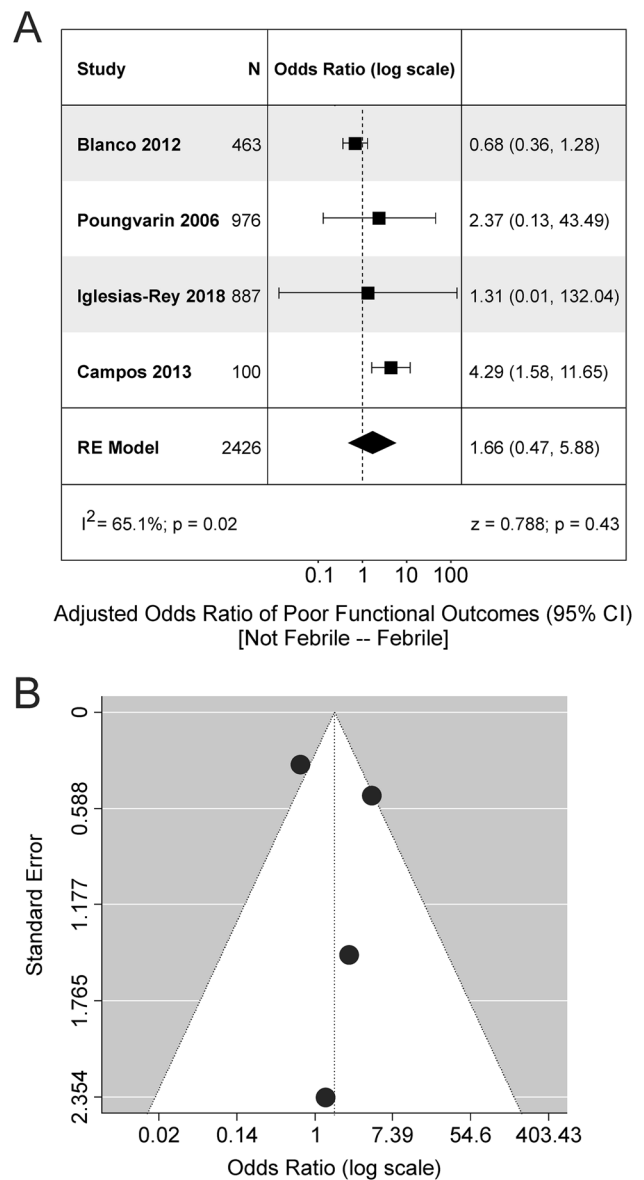 A
Study N Odds Ratio (log scale)
Blanco 2012 463 0.68 (0.36, 1.28)
Poungvarin 2006 976 2.37 (0.13, 43.49)
Iglesias-Rey 2018 887 1.31 (0.01, 132.04)
Campos 2013 100 4.29 (1.58, 11.65)
RE Model 2426 1.66 (0.47, 5.88)
I2= 65.1%; p = 0.02 z = 0.788; p = 0.43
0.1 1 10 100
Adjusted Odds Ratio of Poor Functional Outcomes (95% CI)
[Not Febrile -- Febrile]
B
Standard Error
0
0.588
1.177
1.765
2.354
0.02 0.14 1 7.39 54.6 403.43
Odds Ratio (log scale)